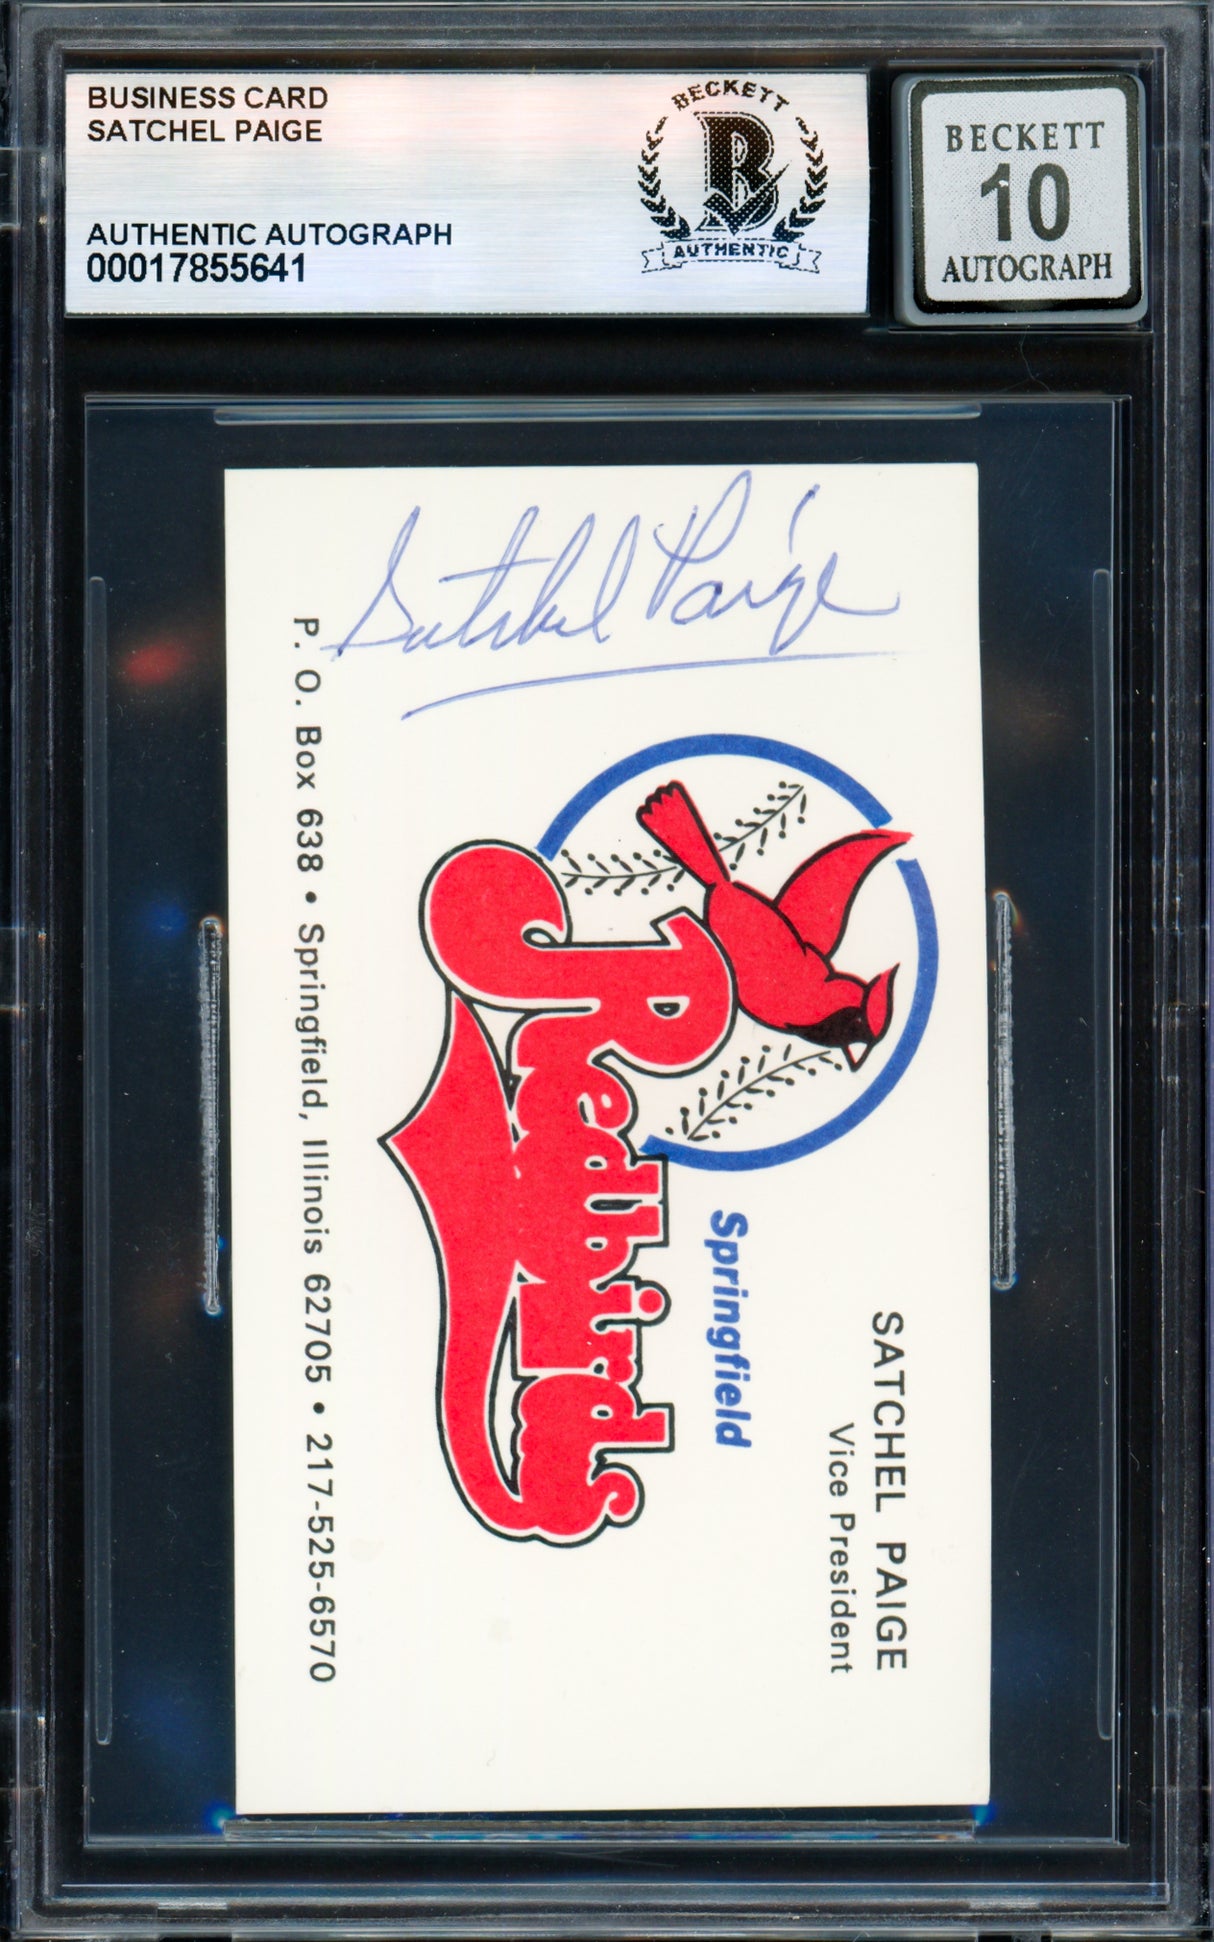 BUSINESS CARD
SATCHEL PAIGE
AUTHENTIC AUTOGRAPH
00017855641
BECKETT
B
AUTHENTIC
BECKETT
10
AUTOGRAPH
Satchel Paige
SATCHEL PAIGE
Vice President
Springfield
Redbirds
P. O. Box 638 • Springfield, Illinois 62705 • 217-525-6570